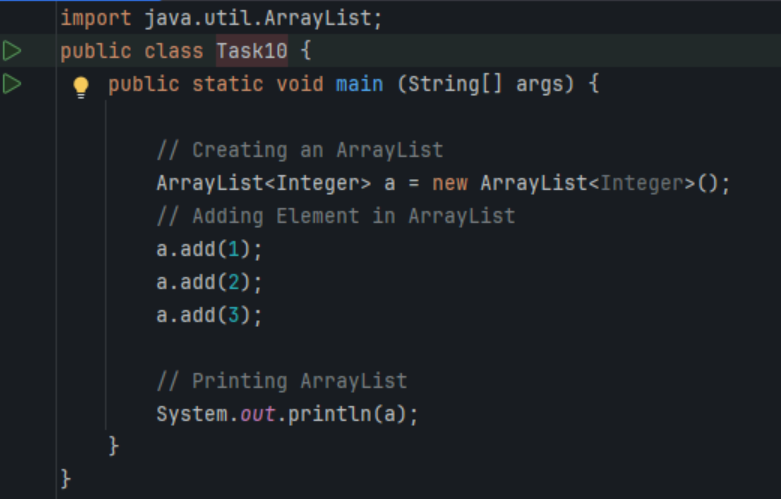 import java.util.ArrayList;
public class Task10 {
public static void main (String[] args) {
// Creating an ArrayList
ArrayList<Integer> a = new ArrayList<Integer>();
// Adding Element in ArrayList
a.add(1);
a.add(2);
a.add(3);
// Printing ArrayList
System.out.println(a);
}
}